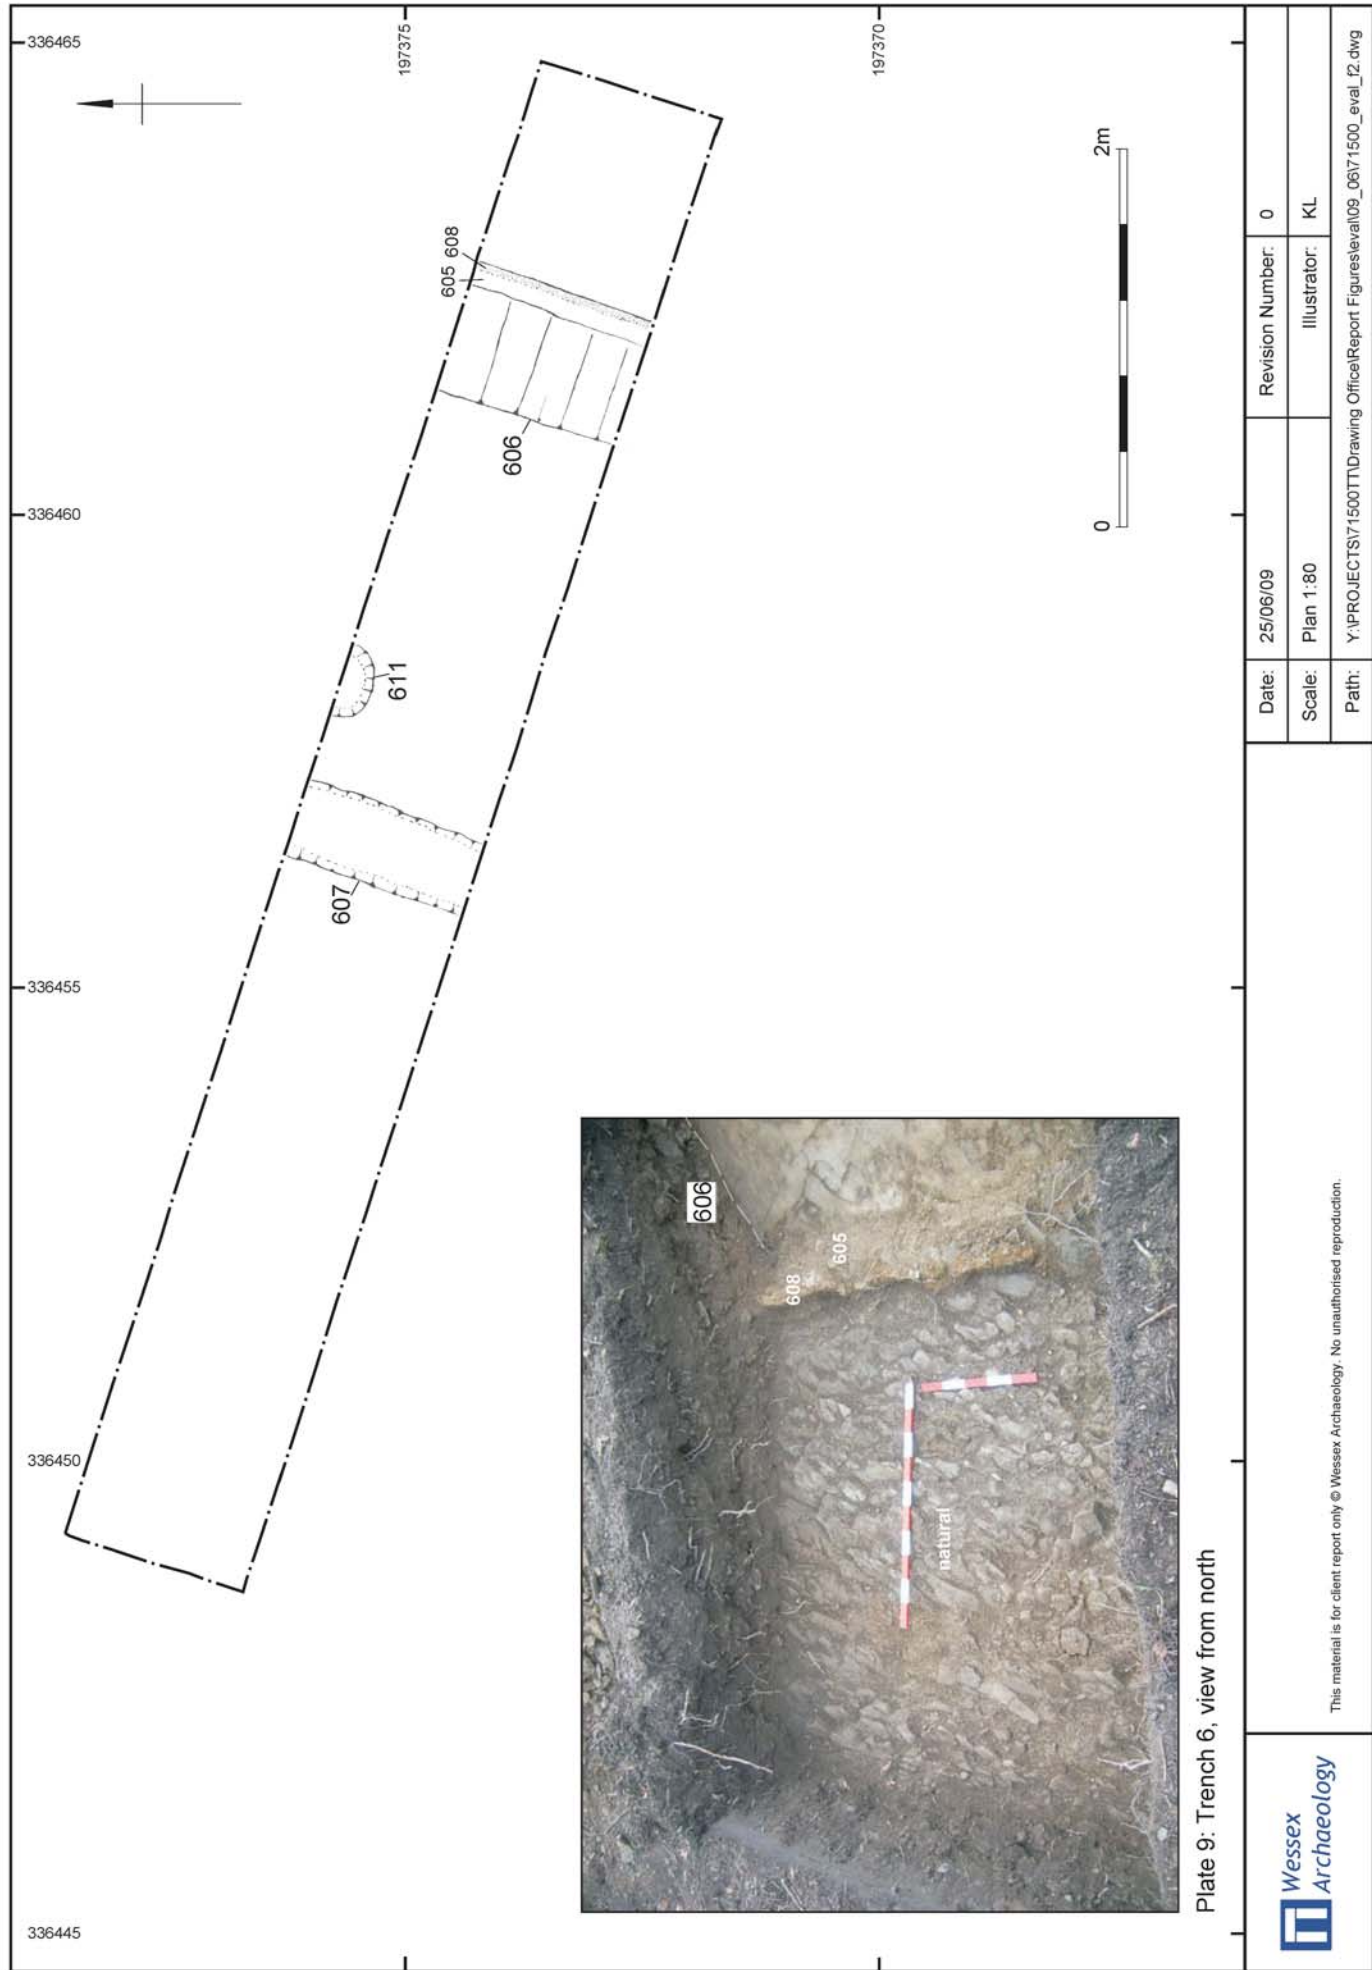 336445
336450
336455
336460
336465
197375
197370
607
611
606
605
608
0
2m
606
608
605
natural
Plate 9: Trench 6, view from north
Wessex
Archaeology
This material is for client report only © Wessex Archaeology. No unauthorised reproduction.
Date: 25/06/09 Revision Number: 0
Scale: Plan 1:80 Illustrator: KL
Path: Y:\PROJECTS\71500TT\Drawing Office\Report Figures\eval\09_06\71500_eval_f2.dwg